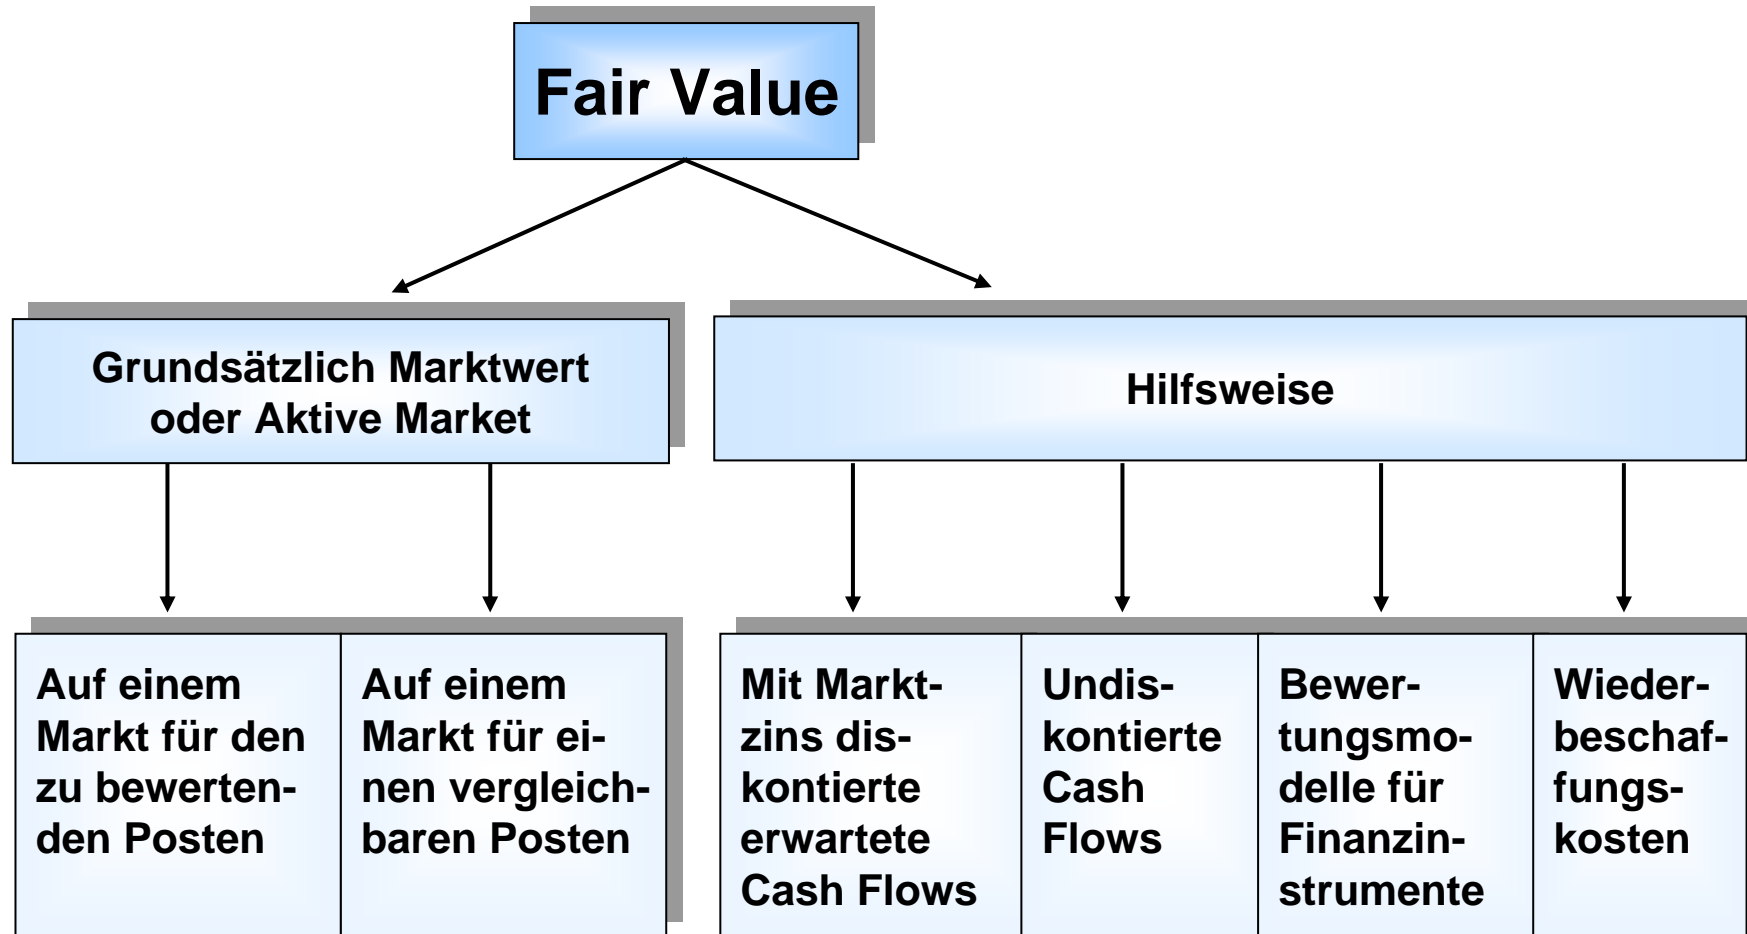 Fair Value
Grundsätzlich Marktwert
oder Aktive Market
Hilfsweise
Auf einem
Markt für den
zu bewerten-
den Posten
Auf einem
Markt für ei-
nen vergleich-
baren Posten
Mit Markt-
zins dis-
kontierte
erwartete
Cash Flows
Undis-
kontierte
Cash
Flows
Bewer-
tungsmo-
delle für
Finanzin-
strumente
Wieder-
beschaf-
fungs-
kosten